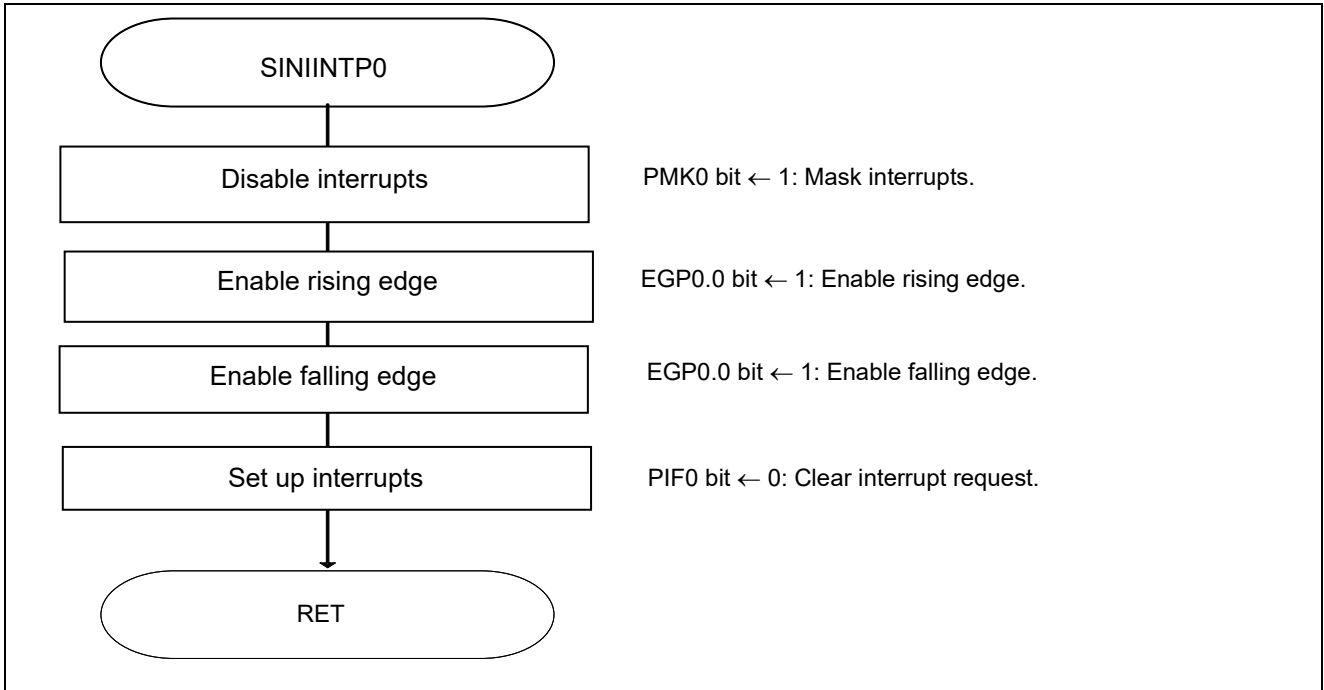 SINIINTP0
Disable interrupts
PMK0 bit ← 1: Mask interrupts.
Enable rising edge
EGP0.0 bit ← 1: Enable rising edge.
Enable falling edge
EGP0.0 bit ← 1: Enable falling edge.
Set up interrupts
PIF0 bit ← 0: Clear interrupt request.
RET